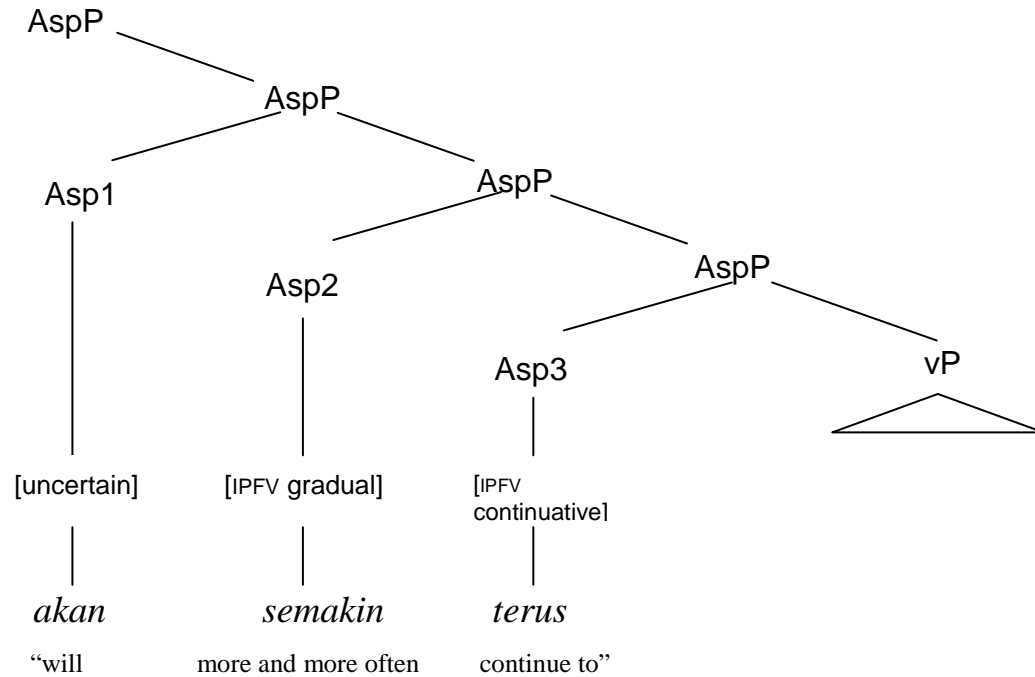 AspP
AspP
Asp1 AspP
Asp2 AspP
Asp3 vP
[uncertain] [IPFV gradual] [IPFV
continuative]
akan semakin terus
“will more and more often continue to”